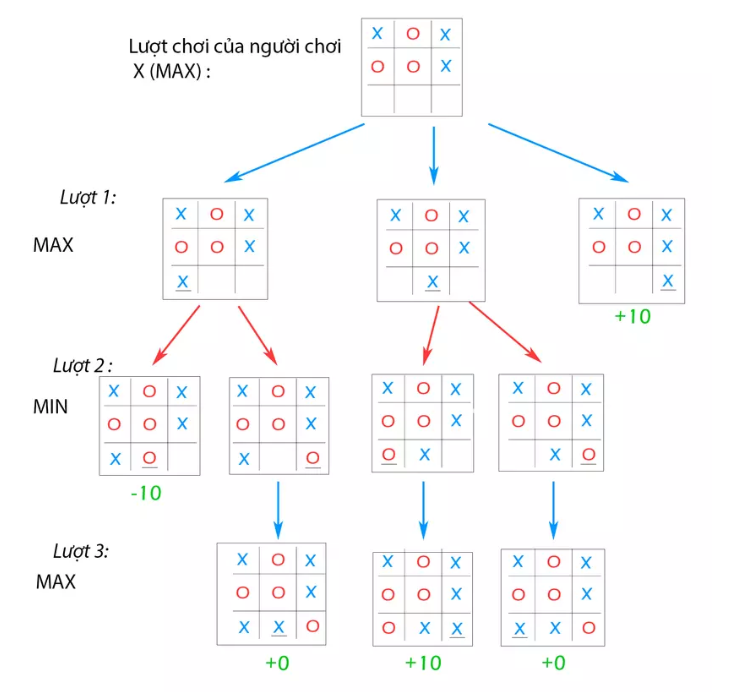 Lượt chơi của người chơi
X (MAX) :
X O X
O O X
Lượt 1:
MAX
X O X
O O X
X
X O X
O O X
X
X O X
O O X
X
+10
Lượt 2 :
MIN
X O X
O O X
X O
-10
X O X
O O X
X O
X O X
O O X
O X
X O X
O O X
X O
Lượt 3:
MAX
X O X
O O X
X X O
+0
X O X
O O X
O X X
+10
X O X
O O X
X X O
+0